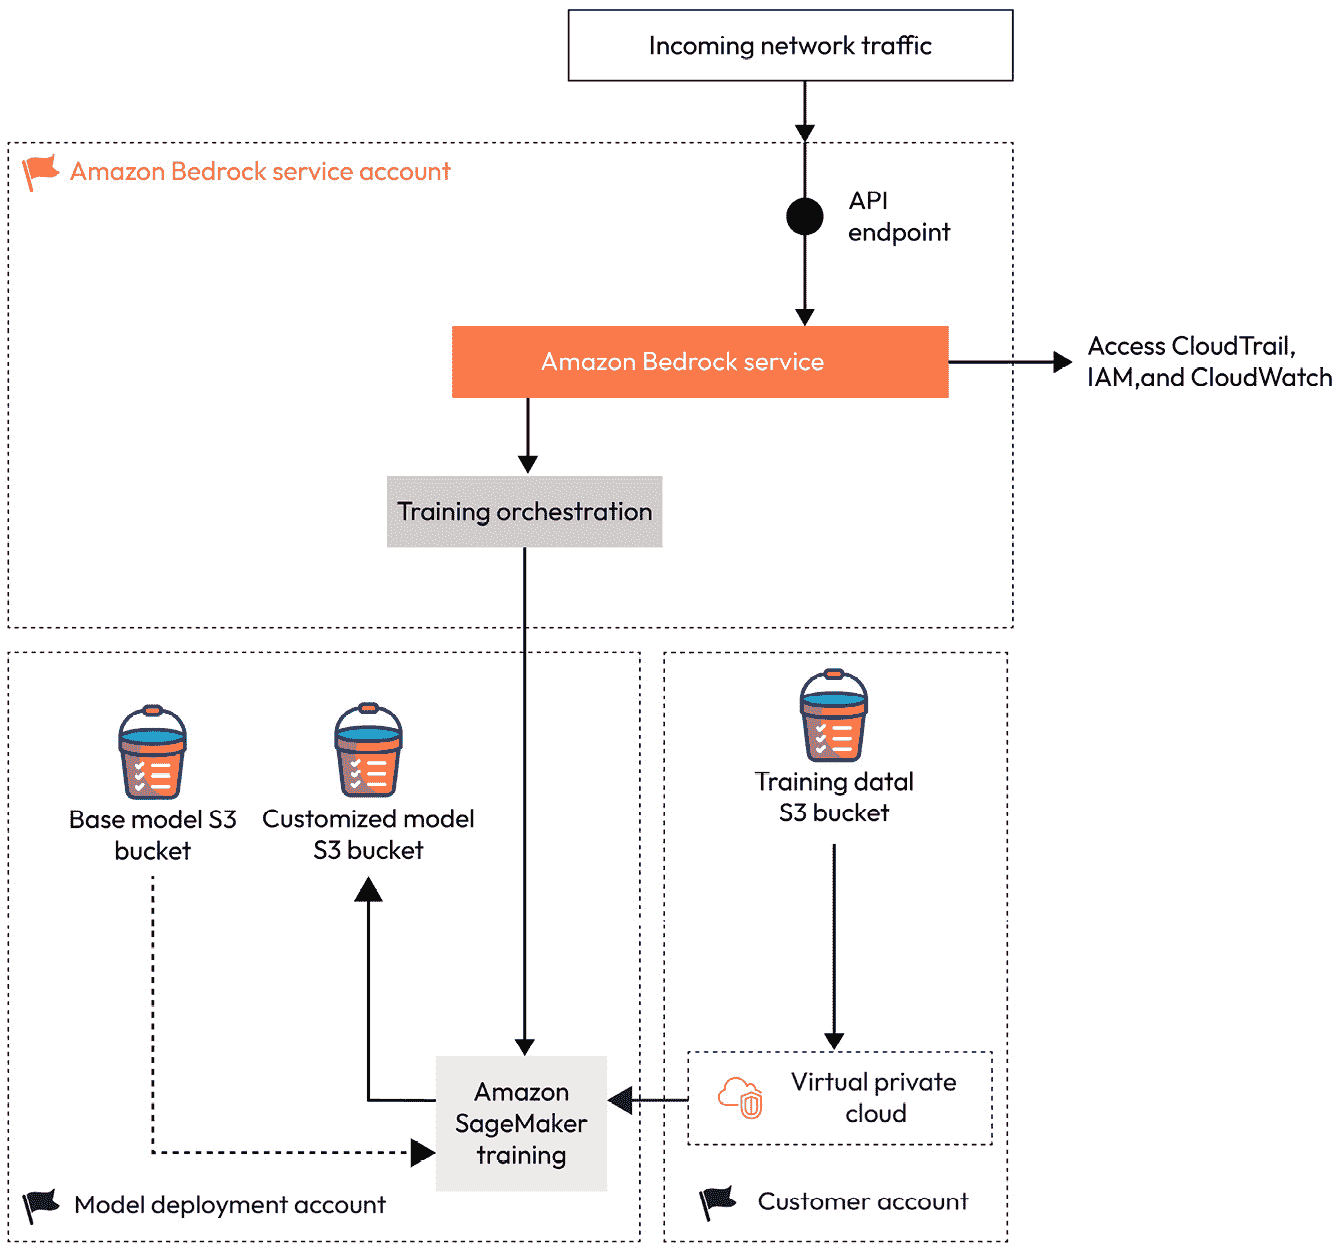 Incoming network traffic
Amazon Bedrock service account
API
endpoint
Amazon Bedrock service
Access CloudTrail,
IAM,and CloudWatch
Training orchestration
Base model S3
bucket
Customized model
S3 bucket
Training datal
S3 bucket
Amazon
SageMaker
training
Virtual private
cloud
Model deployment account
Customer account